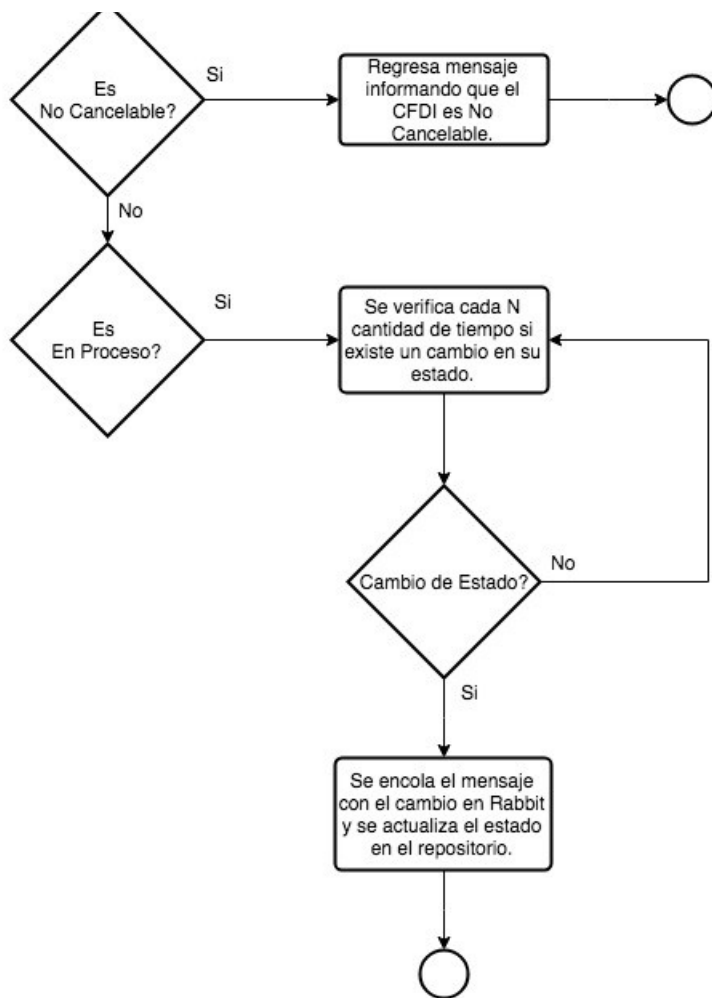 Es
No Cancelable?
Si
Regresa mensaje
informando que el
CFDI es No
Cancelable.
No
Es
En Proceso?
Si
Se verifica cada N
cantidad de tiempo si
existe un cambio en su
estado.
Cambio de Estado?
No
Si
Se encola el mensaje
con el cambio en Rabbit
y se actualiza el estado
en el repositorio.